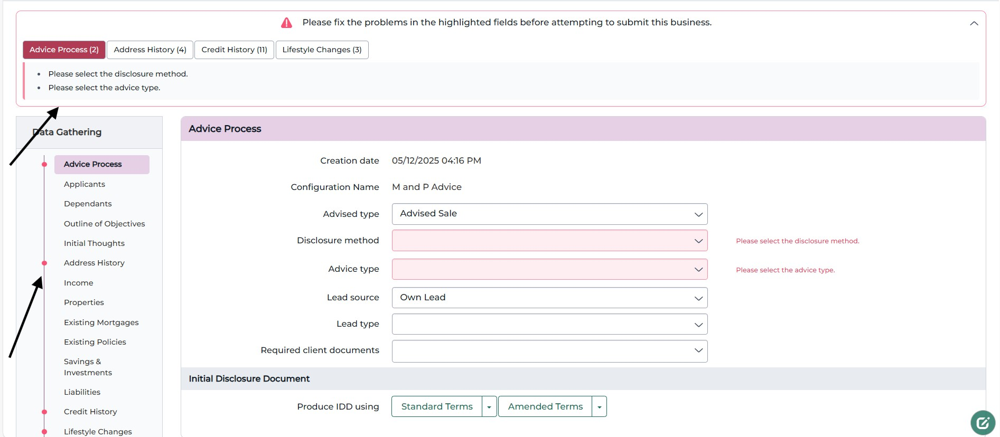 Please fix the problems in the highlighted fields before attempting to submit this business.
Advice Process (2)
Address History (4)
Credit History (11)
Lifestyle Changes (3)
Please select the disclosure method.
Please select the advice type.
Data Gathering
Advice Process
Applicants
Dependants
Outline of Objectives
Initial Thoughts
Address History
Income
Properties
Existing Mortgages
Existing Policies
Savings &
Investments
Liabilities
Credit History
Lifestyle Changes
Advice Process
Creation date 05/12/2025 04:16 PM
Configuration Name M and P Advice
Advised type Advised Sale
Disclosure method Please select the disclosure method.
Advice type Please select the advice type.
Lead source Own Lead
Lead type
Required client documents
Initial Disclosure Document
Produce IDD using Standard Terms Amended Terms